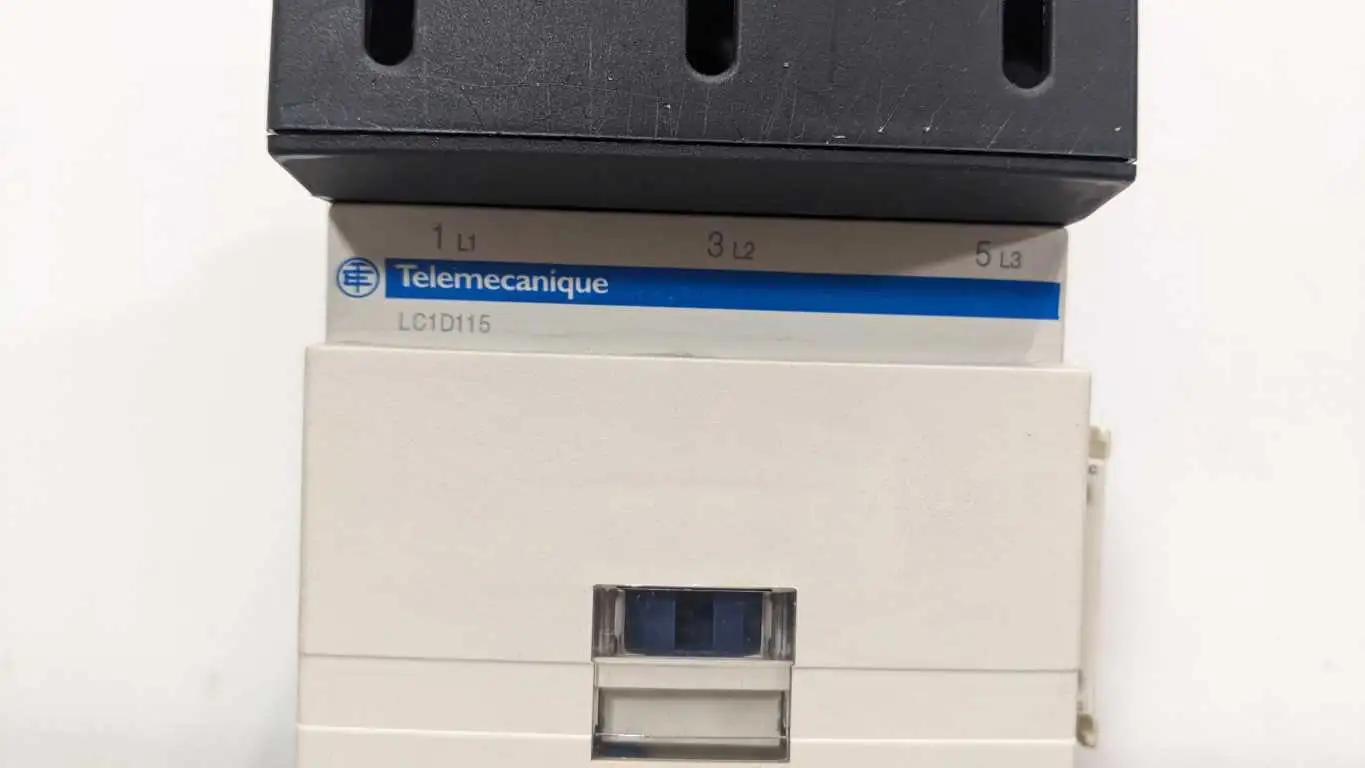 1 L1 3 L2 5 L3
Telemecanique
LC1D115